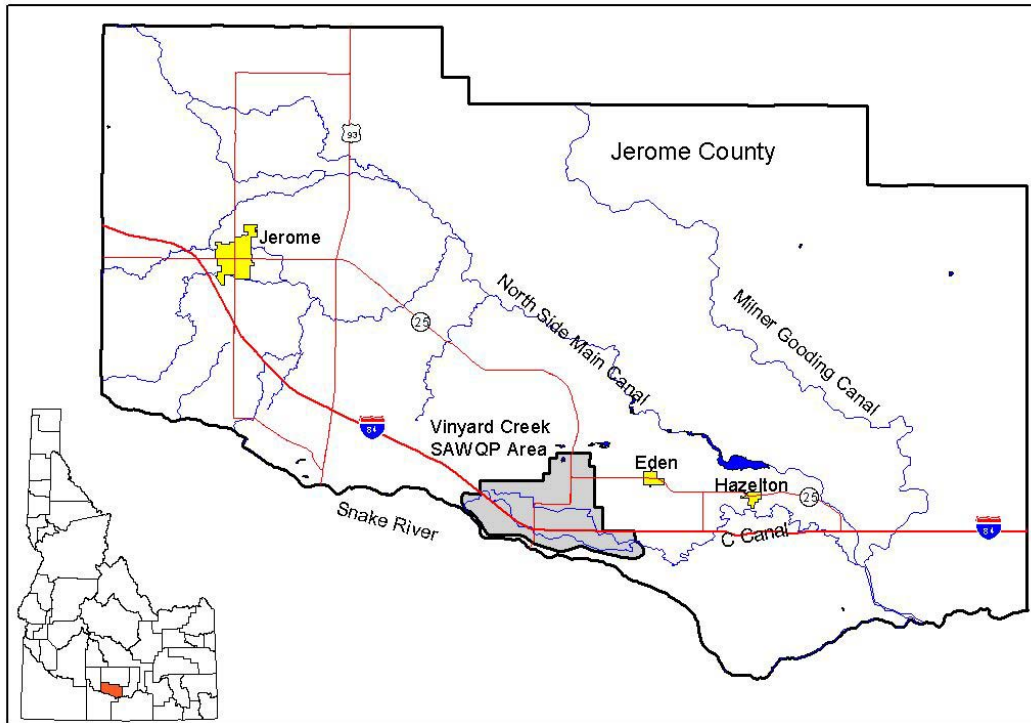 93
Jerome County
Jerome
North Side Main Canal
Milner Gooding Canal
25
84
Vinyard Creek
SAWQP Area
Eden
Hazelton
25
Snake River
C Canal
84